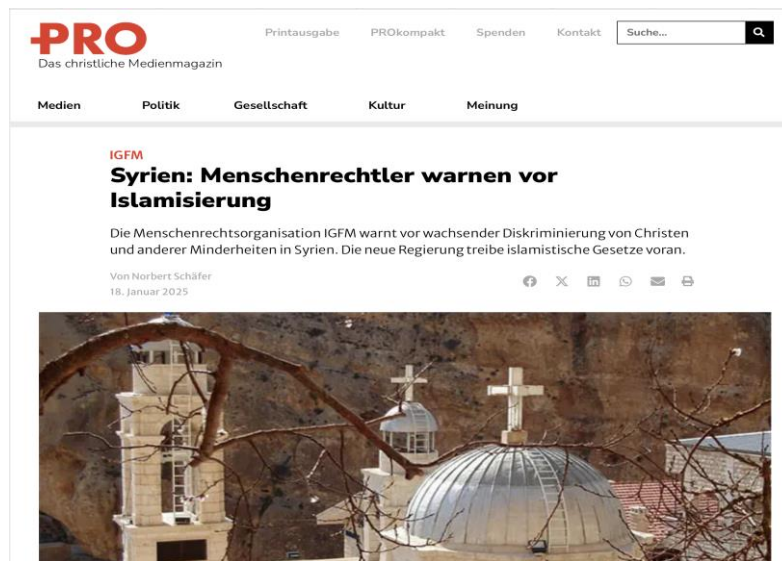 PRO
Das christliche Medienmagazin
Printausgabe PROkompakt Spenden Kontakt Suche...
Medien Politik Gesellschaft Kultur Meinung
IGFM
Syrien: Menschenrechtler warnen vor
Islamisierung
Die Menschenrechtsorganisation IGFM warnt vor wachsender Diskriminierung von Christen
und anderer Minderheiten in Syrien. Die neue Regierung treibe islamistische Gesetze voran.
Von Norbert Schäfer
18. Januar 2025